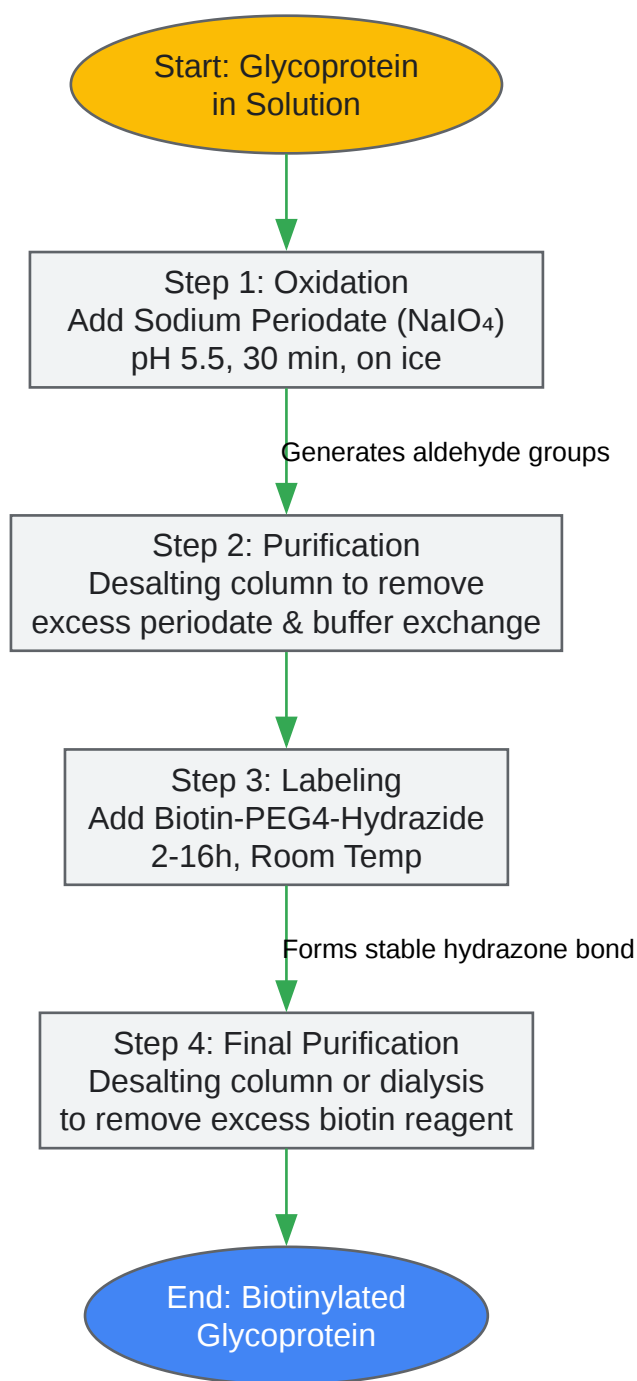 Start: Glycoprotein
in Solution
Step 1: Oxidation
Add Sodium Periodate (NaIO₄)
pH 5.5, 30 min, on ice
Generates aldehyde groups
Step 2: Purification
Desalting column to remove
excess periodate & buffer exchange
Step 3: Labeling
Add Biotin-PEG4-Hydrazide
2-16h, Room Temp
Forms stable hydrazone bond
Step 4: Final Purification
Desalting column or dialysis
to remove excess biotin reagent
End: Biotinylated
Glycoprotein